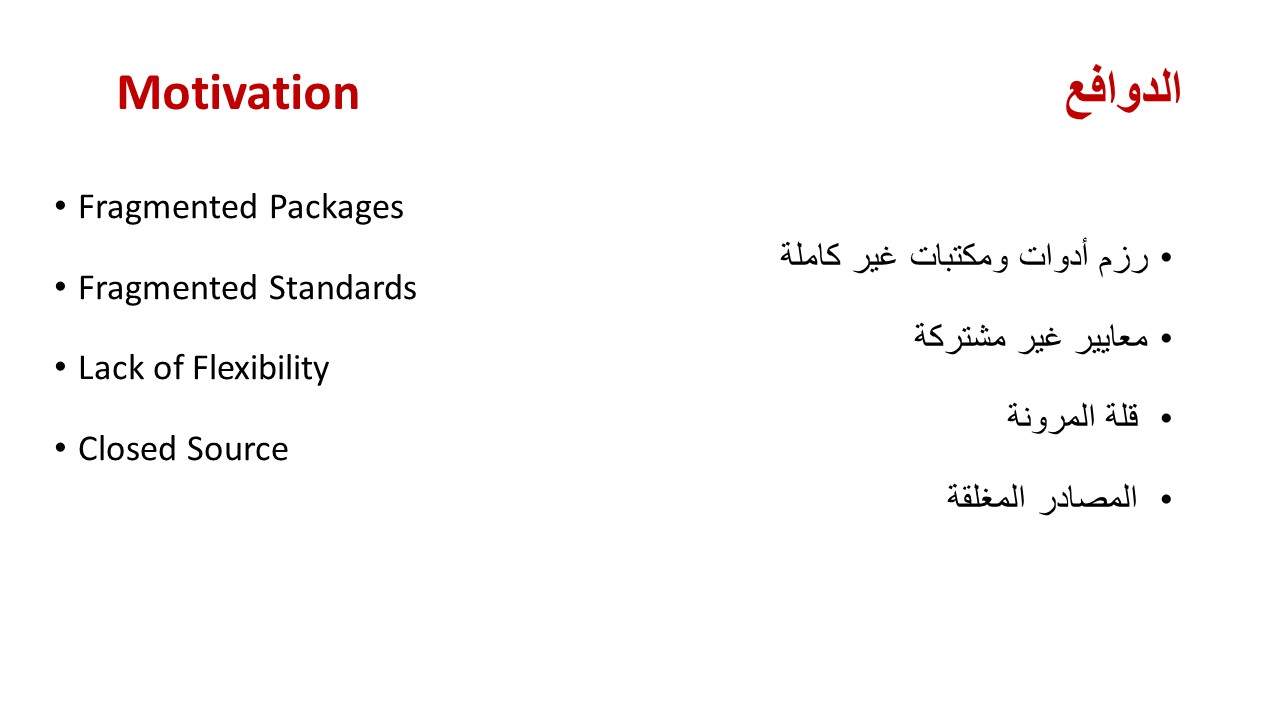 Motivation
الدوافع
• Fragmented Packages
• Fragmented Standards
• Lack of Flexibility
• Closed Source
• رزم أدوات ومكتبات غير كاملة
• معايير غير مشتركة
• قلة المرونة
• المصادر المغلقة